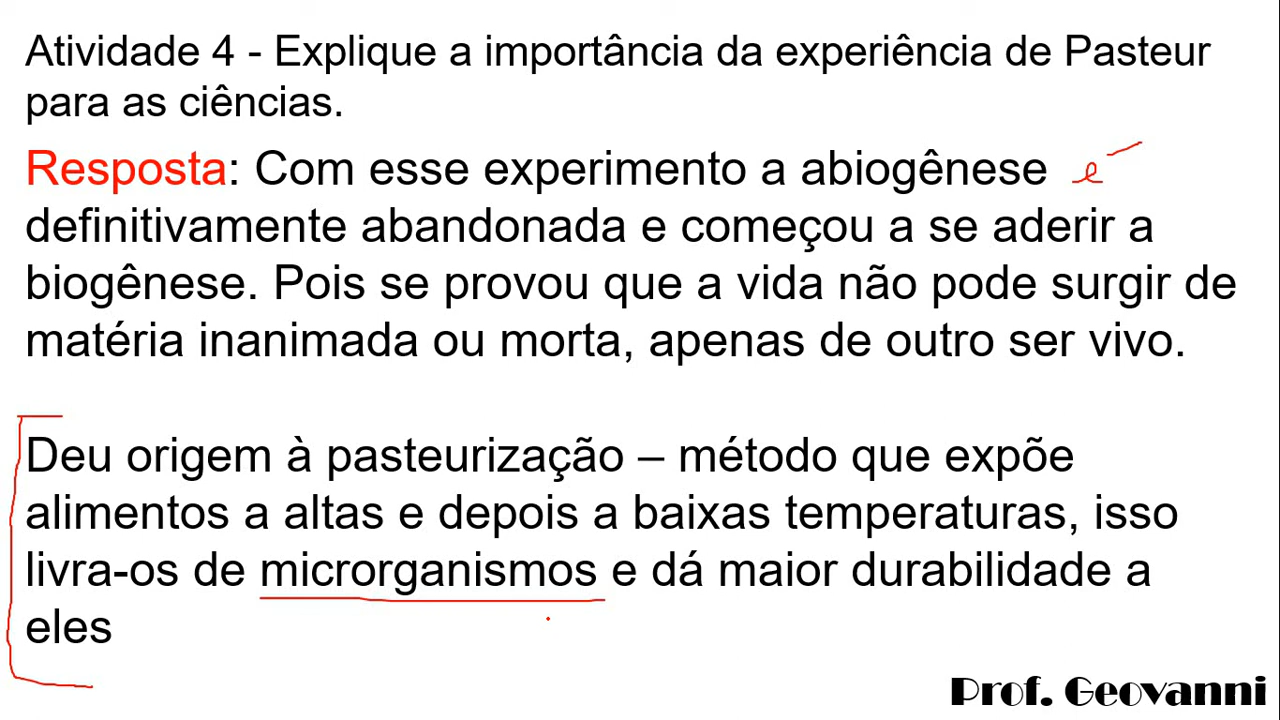 Atividade 4 - Explique a importância da experiência de Pasteur
para as ciências.
Resposta: Com esse experimento a abiogênese é
definitivamente abandonada e começou a se aderir a
biogênese. Pois se provou que a vida não pode surgir de
matéria inanimada ou morta, apenas de outro ser vivo.
Deu origem à pasteurização – método que expõe
alimentos a altas e depois a baixas temperaturas, isso
livra-os de microrganismos e dá maior durabilidade a
eles
Prof. Geovanni